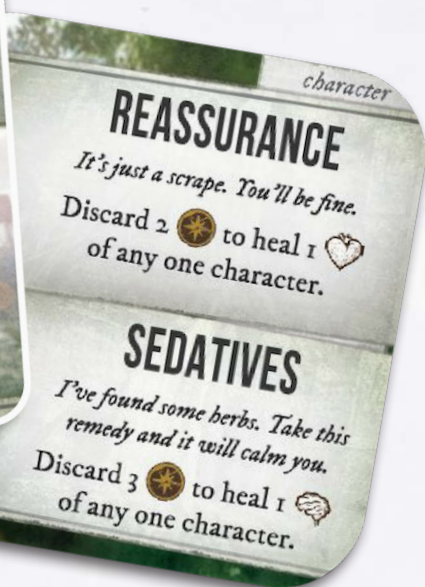 character
REASSURANCE
It's just a scrape. You'll be fine.
Discard 2 to heal 1
of any one character.
SEDATIVES
I've found some herbs. Take this
remedy and it will calm you.
Discard 3 to heal 1
of any one character.